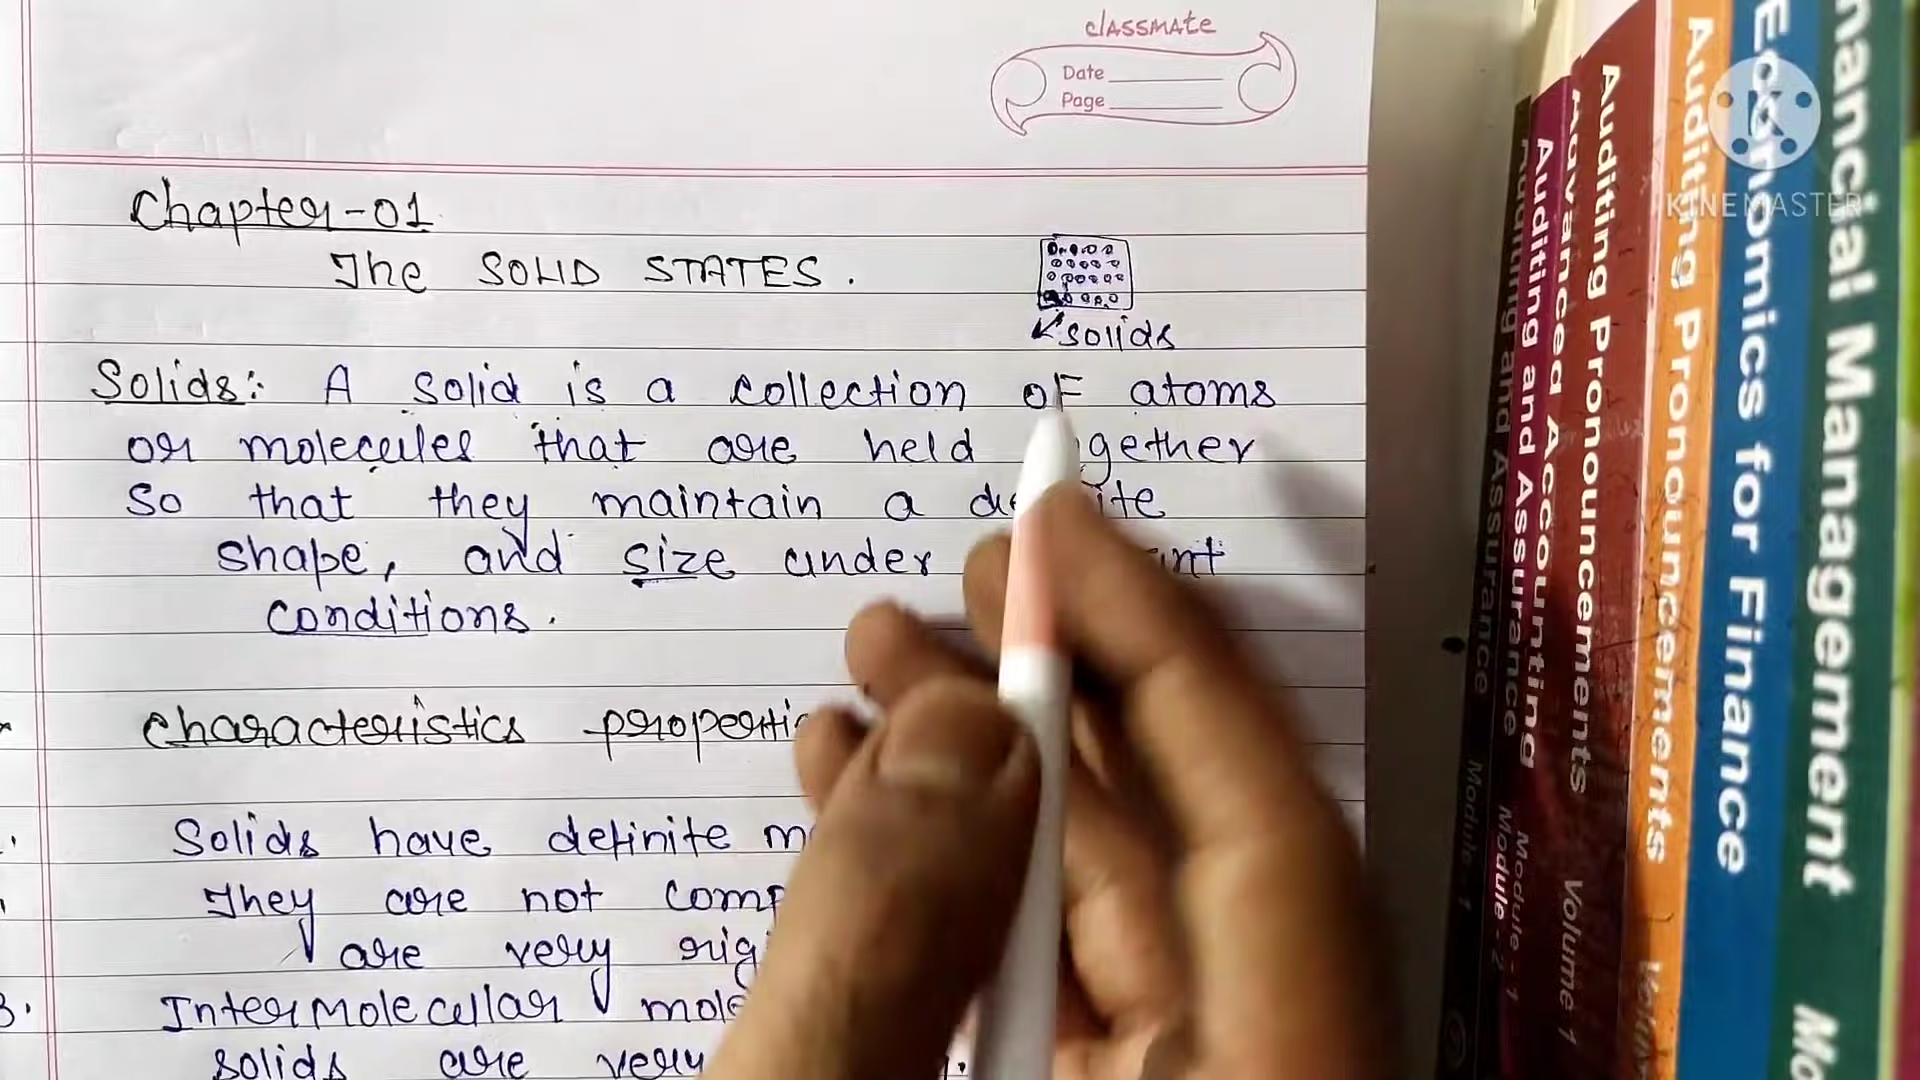 classmate
Date
Page
Chapter-01
The SOLID STATES.
solids
Solids:- A solid is a collection of atoms
or molecules that are held
so that they maintain a
shape, and size under
conditions.
Characteristics
Solids have definite
They are not
are very
Intermolecular
solids are very
Auditing and Assurance Module - 1
Auditing and Assurance Module - 2
Advanced Accounting Module - 1
Auditing Pronouncements Volume 1
Auditing Pronouncements
Economics for Finance
Management
KINEMASTER